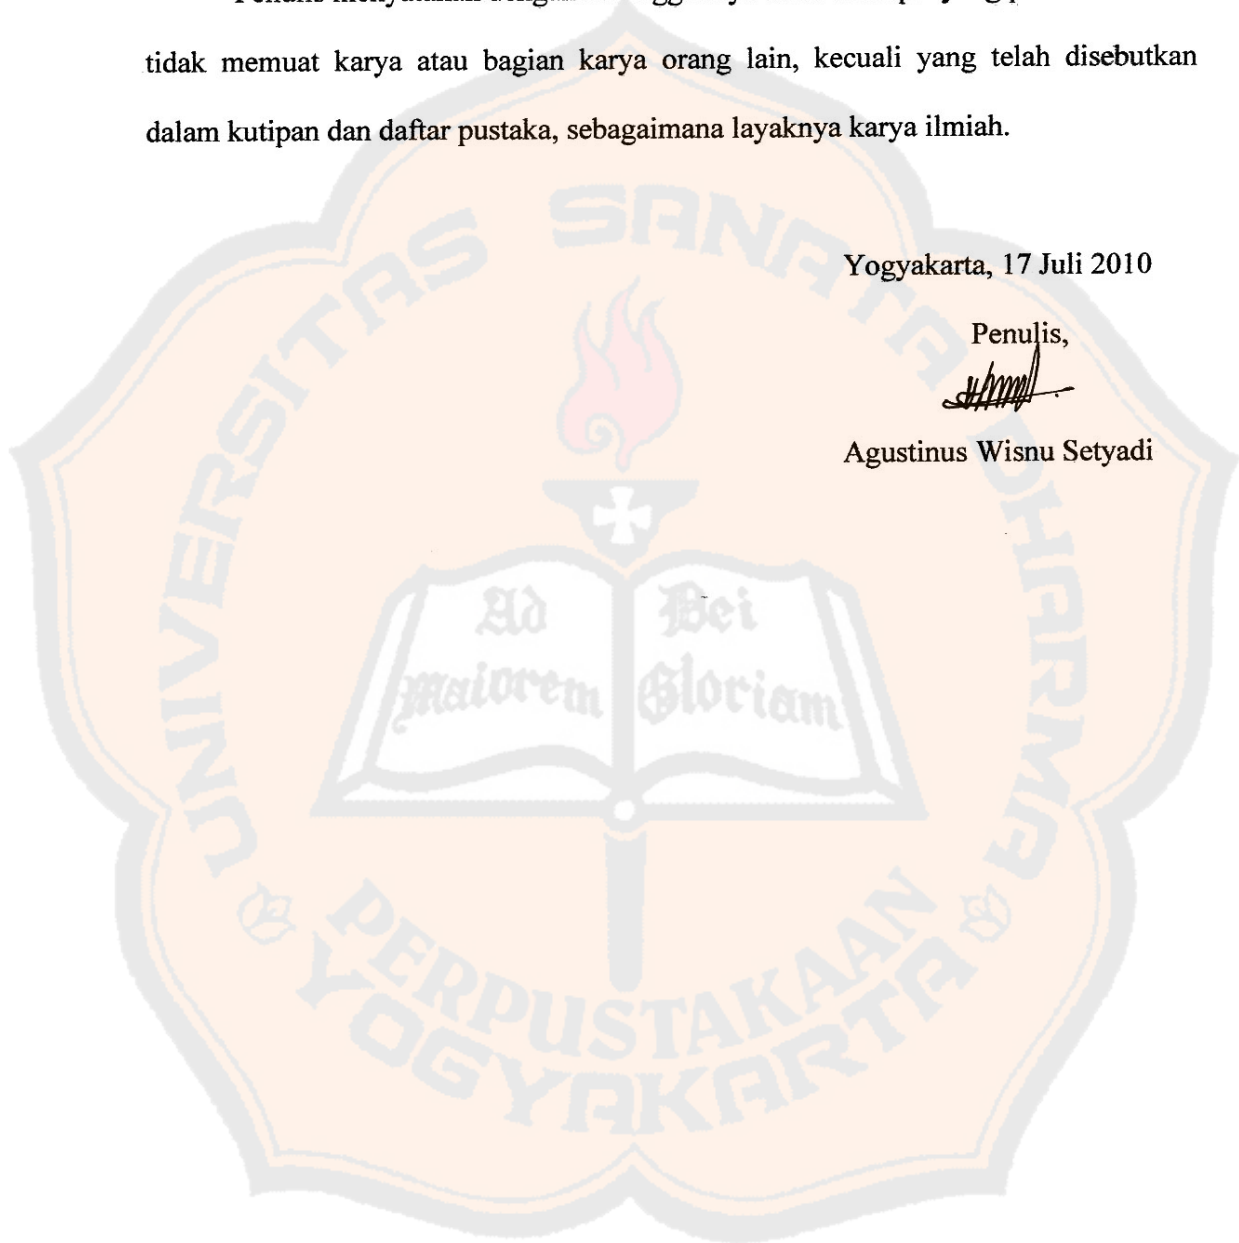 tidak memuat karya atau bagian karya orang lain, kecuali yang telah disebutkan
dalam kutipan dan daftar pustaka, sebagaimana layaknya karya ilmiah.
Yogyakarta, 17 Juli 2010
Penulis,
Agustinus Wisnu Setyadi
UNIVERSITAS SANATA DHARMA
Ad Dei
maiorem Gloriam
PERPUSTAKAAN
YOGYAKARTA